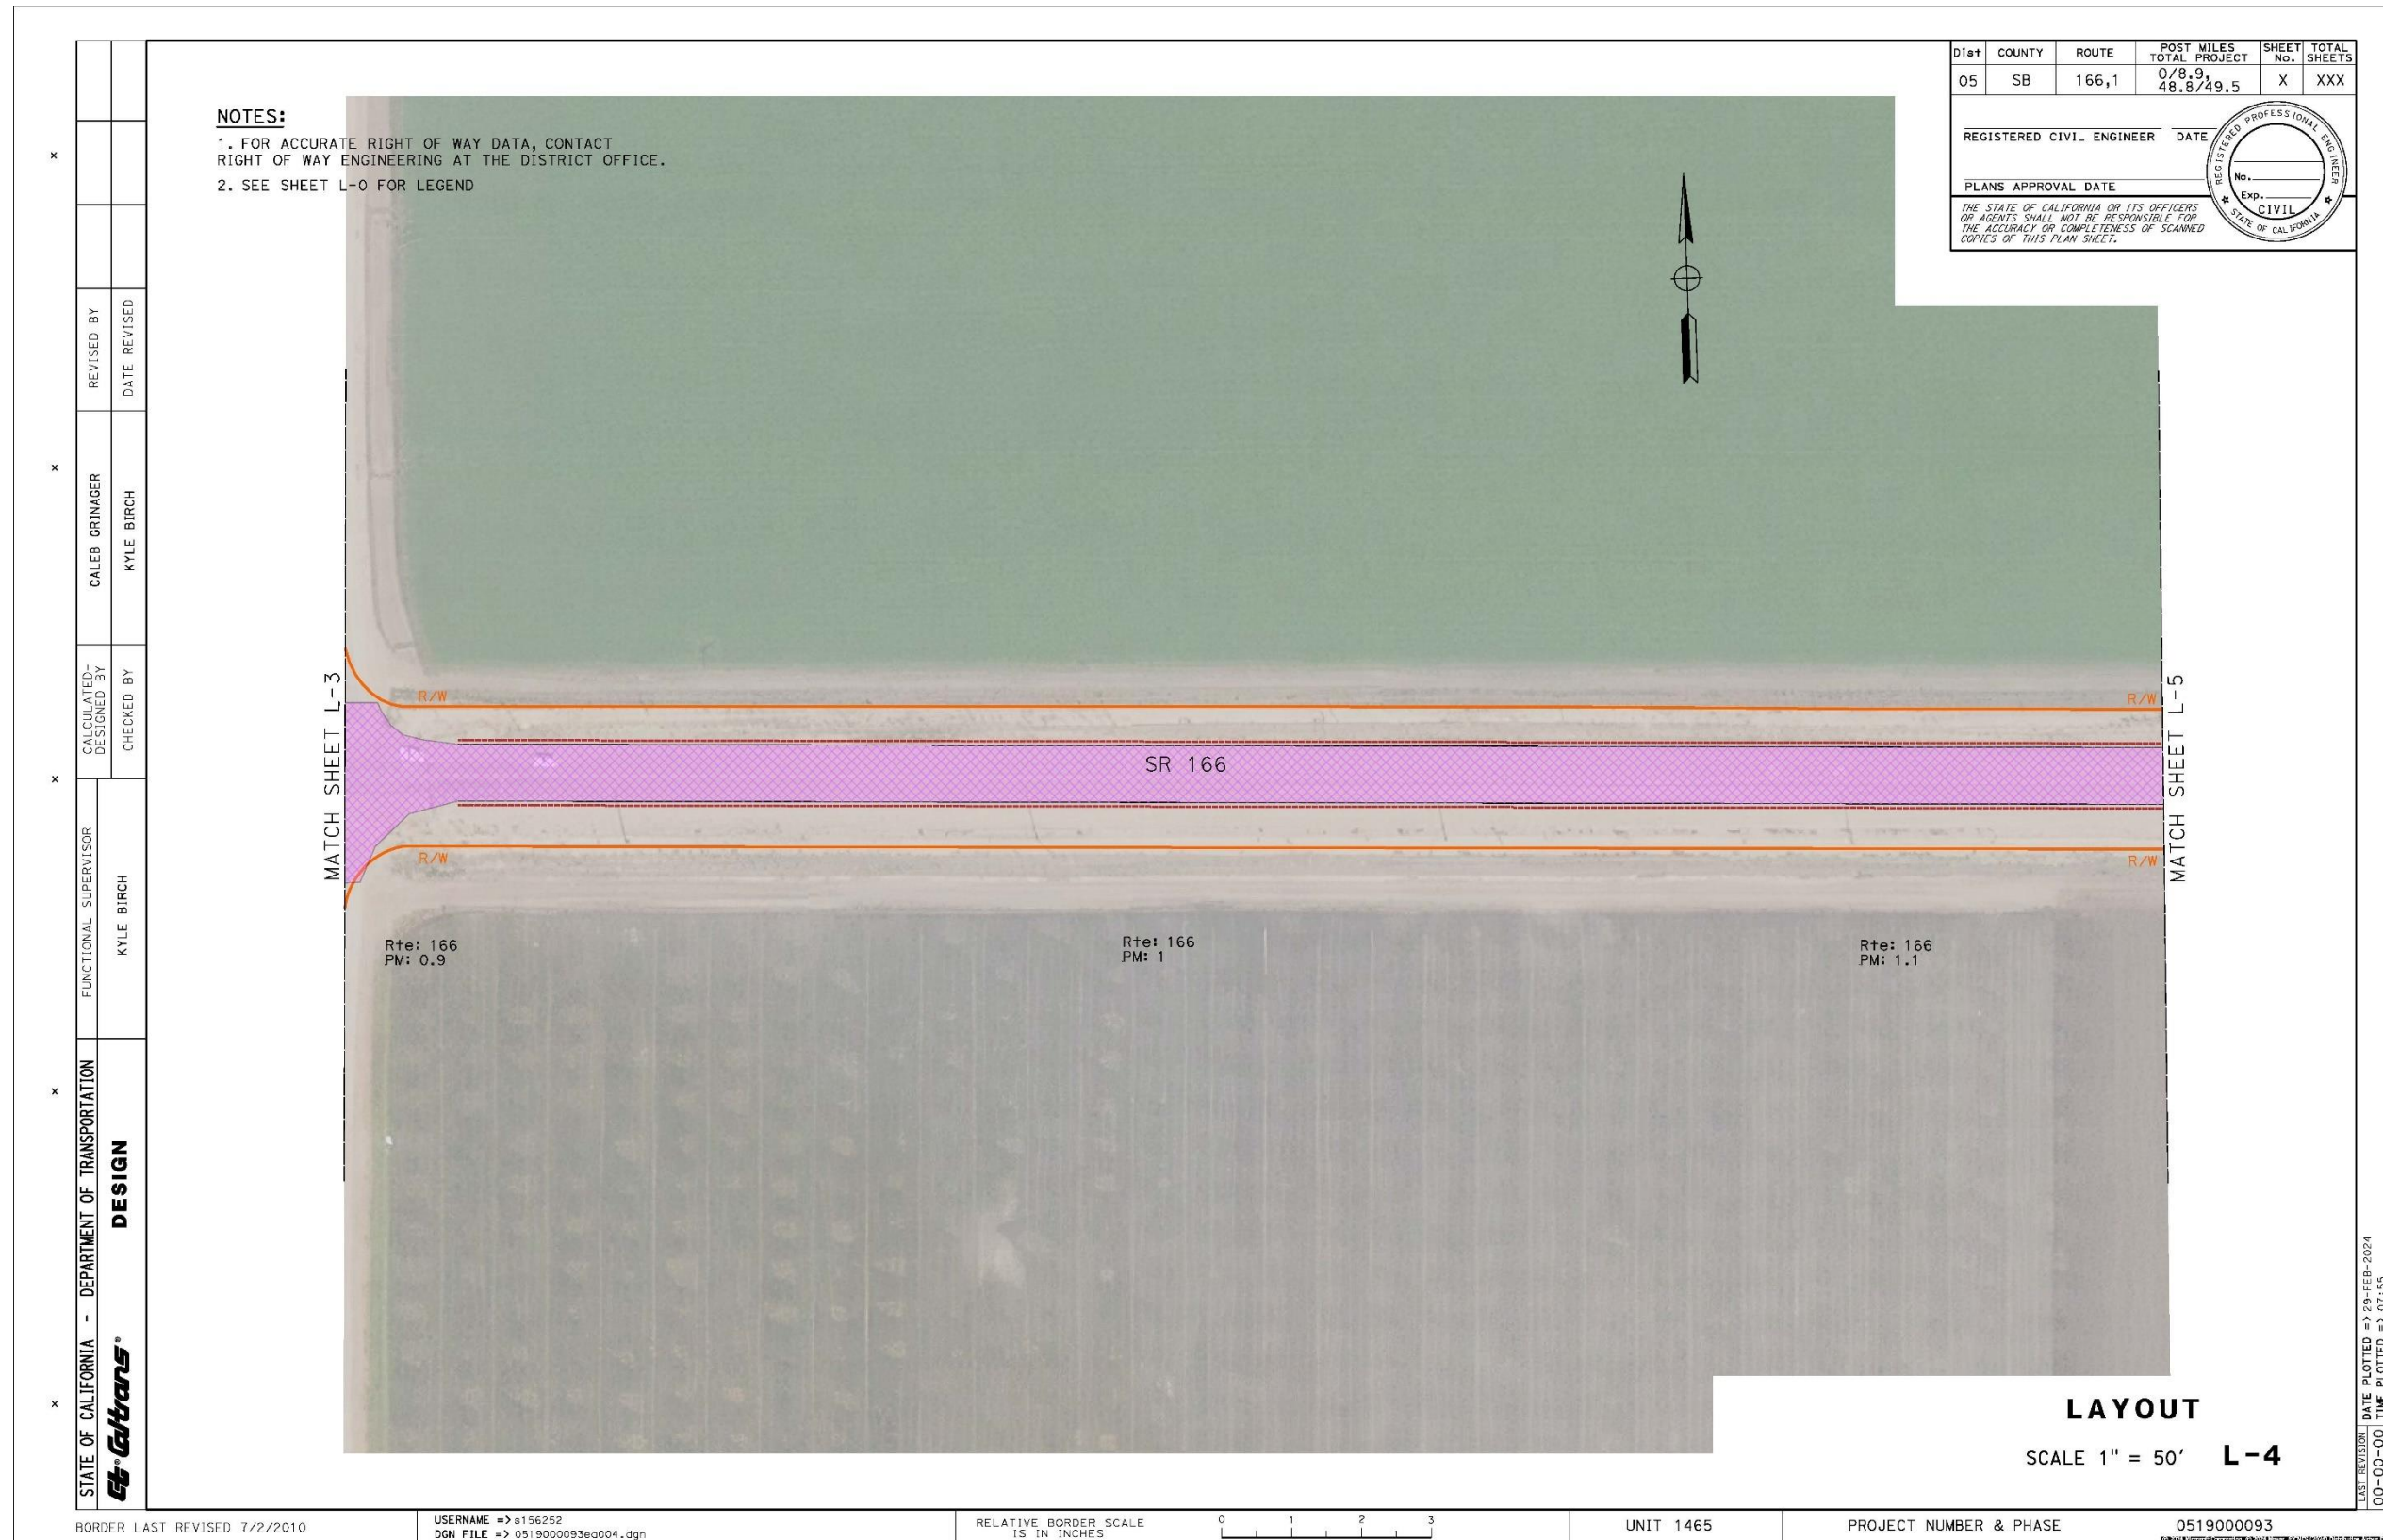 Dist COUNTY ROUTE POST MILES TOTAL PROJECT SHEET No. TOTAL SHEETS
05 SB 166,1 0/8.9, 48.8/49.5 X XXX
REGISTERED CIVIL ENGINEER DATE
PLANS APPROVAL DATE
THE STATE OF CALIFORNIA OR ITS OFFICERS
OR AGENTS SHALL NOT BE RESPONSIBLE FOR
THE ACCURACY OR COMPLETENESS OF SCANNED
COPIES OF THIS PLAN SHEET.
REGISTERED PROFESSIONAL ENGINEER
No.
Exp.
CIVIL
STATE OF CALIFORNIA
NOTES:
1. FOR ACCURATE RIGHT OF WAY DATA, CONTACT
RIGHT OF WAY ENGINEERING AT THE DISTRICT OFFICE.
2. SEE SHEET L-0 FOR LEGEND
REVISED BY
DATE REVISED
CALEB GRINAGER
KYLE BIRCH
CALCULATED-
DESIGNED BY
CHECKED BY
FUNCTIONAL SUPERVISOR
KYLE BIRCH
STATE OF CALIFORNIA - DEPARTMENT OF TRANSPORTATION
DESIGN
Caltrans®
MATCH SHEET L-3
R/W
R/W
SR 166
R/W
R/W
MATCH SHEET L-5
Rte: 166
PM: 0.9
Rte: 166
PM: 1
Rte: 166
PM: 1.1
LAYOUT
SCALE 1" = 50' L-4
LAST REVISION
00-00-00
DATE PLOTTED => 29-FEB-2024
TIME PLOTTED => 07:55
BORDER LAST REVISED 7/2/2010
USERNAME => s156252
DGN FILE => 0519000093ea004.dgn
RELATIVE BORDER SCALE
IS IN INCHES
0 1 2 3
UNIT 1465
PROJECT NUMBER & PHASE
0519000093